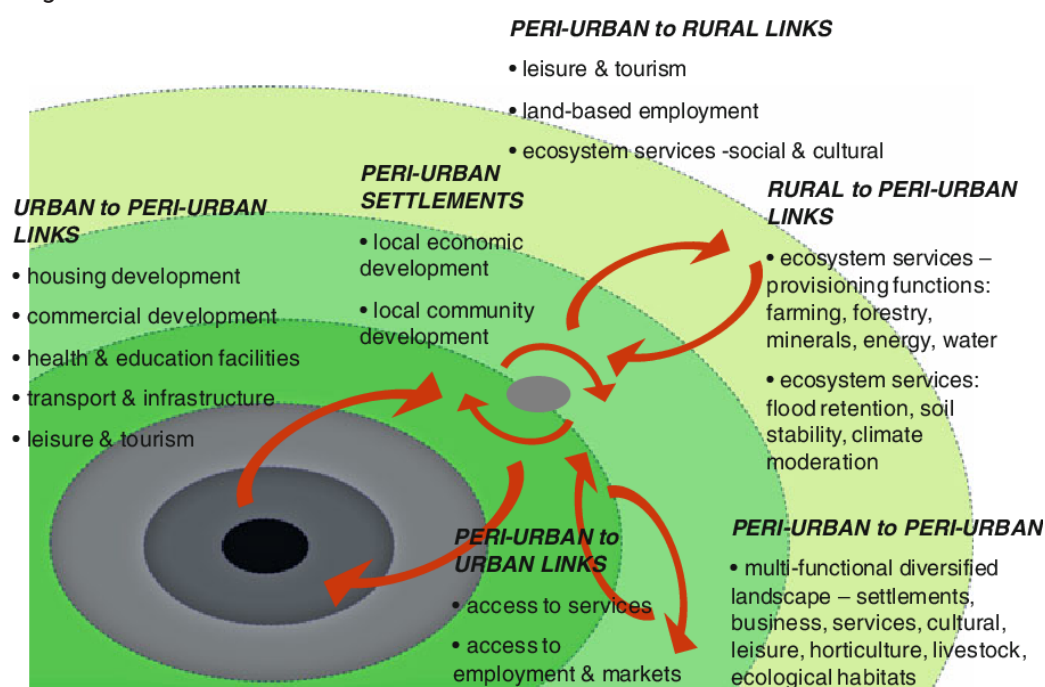 PERI-URBAN to RURAL LINKS
• leisure & tourism
• land-based employment
• ecosystem services -social & cultural
PERI-URBAN
SETTLEMENTS
• local economic
development
• local community
development
RURAL to PERI-URBAN
LINKS
• ecosystem services –
provisioning functions:
farming, forestry,
minerals, energy, water
• ecosystem services:
flood retention, soil
stability, climate
moderation
URBAN to PERI-URBAN
LINKS
• housing development
• commercial development
• health & education facilities
• transport & infrastructure
• leisure & tourism
PERI-URBAN to
URBAN LINKS
• access to services
• access to
employment & markets
PERI-URBAN to PERI-URBAN
• multi-functional diversified
landscape – settlements,
business, services, cultural,
leisure, horticulture, livestock,
ecological habitats